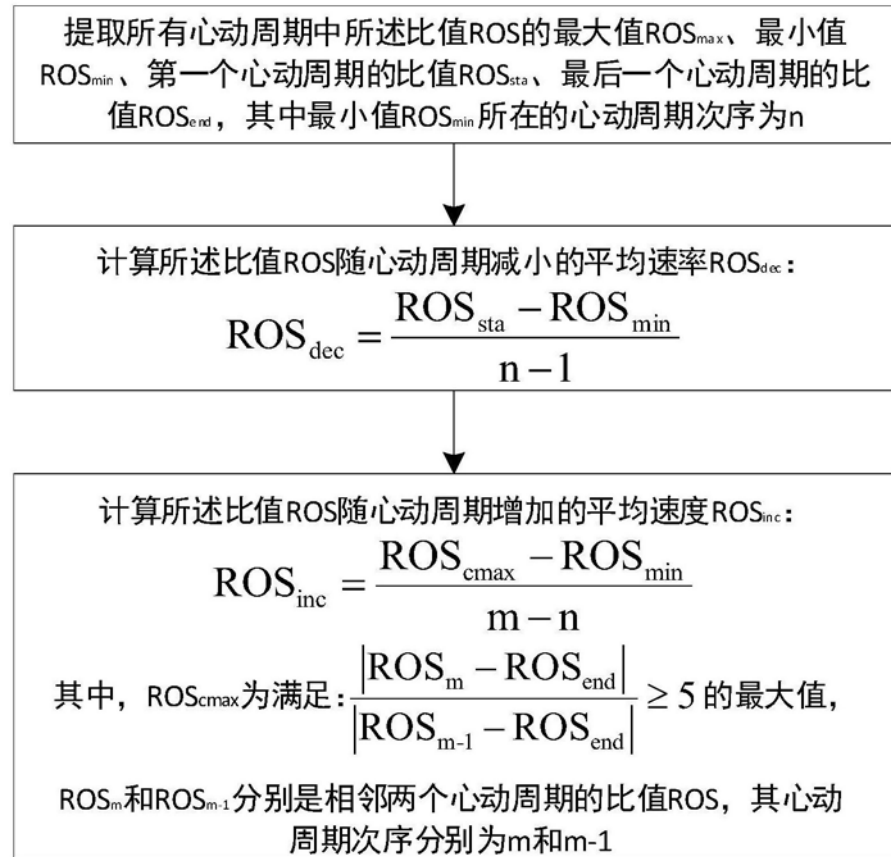 提取所有心动周期中所述比值ROSmax的最大值ROSmax、最小值
ROSmin、第一个心动周期的比值ROSsta、最后一个心动周期的比
值ROSend，其中最小值ROSmin所在的心动周期次序为n
计算所述比值ROS随心动周期减小的平均速率ROSdec：
ROSdec = (ROSsta − ROSmin) / (n − 1)
计算所述比值ROS随心动周期增加的平均速度ROSinc：
ROSinc = (ROScmax − ROSmin) / (m − n)
其中，ROScmax为满足：|ROSm − ROSend| / |ROSm-1 − ROSend| ≥ 5 的最大值，
ROSm和ROSm-1分别是相邻两个心动周期的比值ROS，其心动
周期次序分别为m和m-1